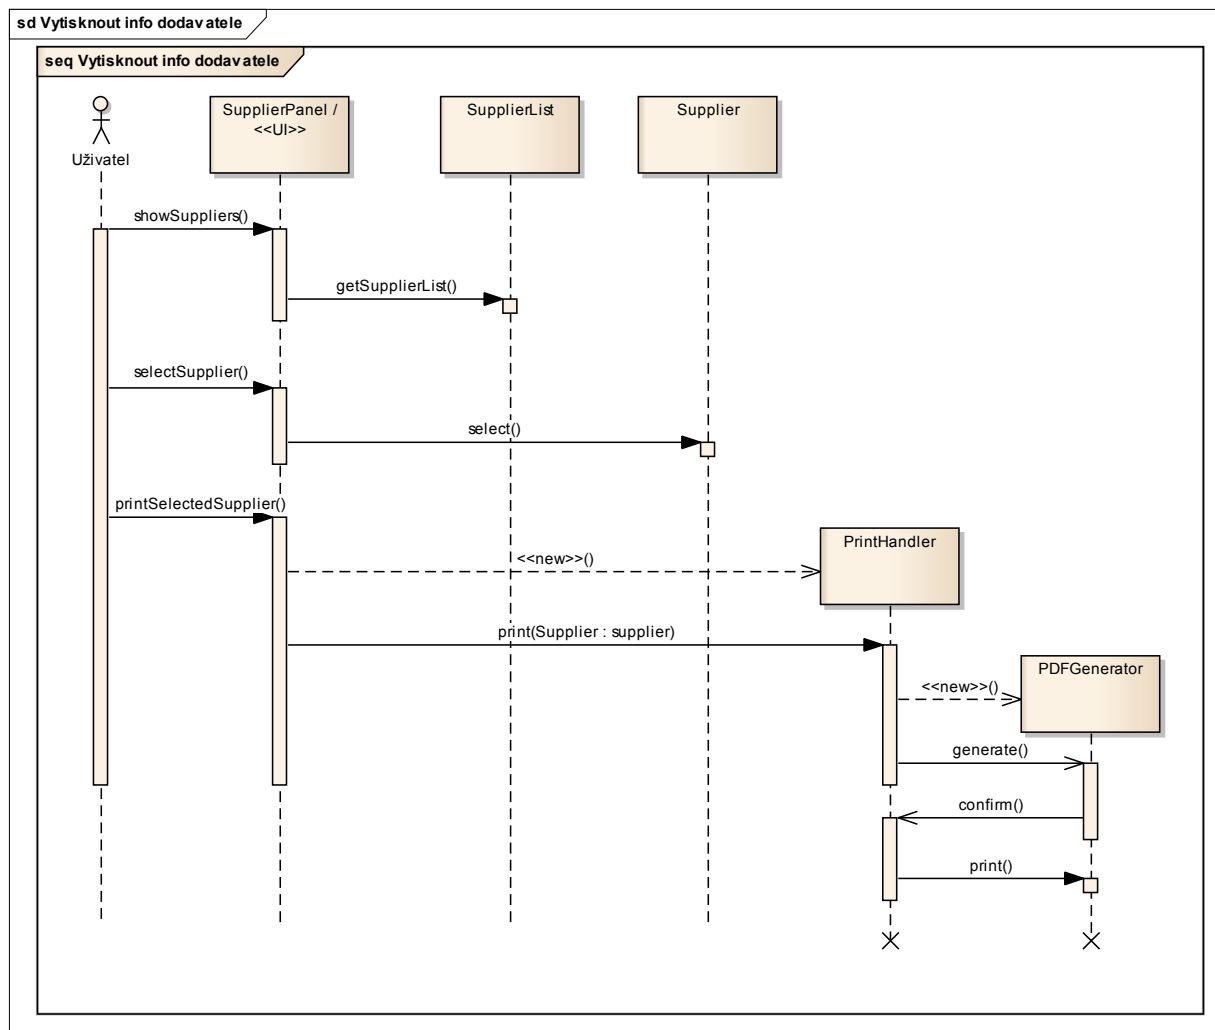 sd Vytisknout info dodavatele
seq Vytisknout info dodavatele
Uživatel
SupplierPanel /
<<UI>>
SupplierList
Supplier
showSuppliers()
getSupplierList()
selectSupplier()
select()
printSelectedSupplier()
PrintHandler
<<new>>()
print(Supplier : supplier)
PDFGenerator
<<new>>()
generate()
confirm()
print()